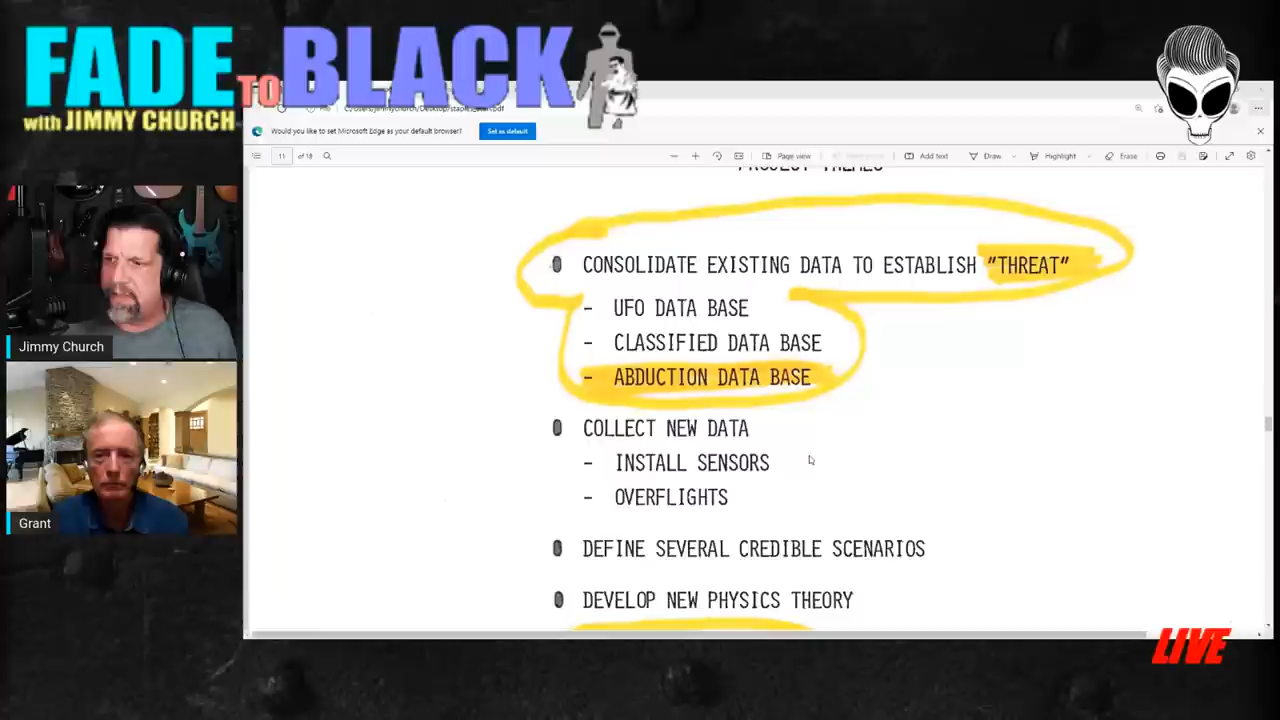 FADE TO BLACK
with JIMMY CHURCH
Would you like to set Microsoft Edge as your default browser?
Set as default
11 of 18
Page view
Add text
Draw
Highlight
Erase
PROJECT THEMES
CONSOLIDATE EXISTING DATA TO ESTABLISH "THREAT"
- UFO DATA BASE
- CLASSIFIED DATA BASE
- ABDUCTION DATA BASE
COLLECT NEW DATA
- INSTALL SENSORS
- OVERFLIGHTS
DEFINE SEVERAL CREDIBLE SCENARIOS
DEVELOP NEW PHYSICS THEORY
Jimmy Church
Grant
LIVE